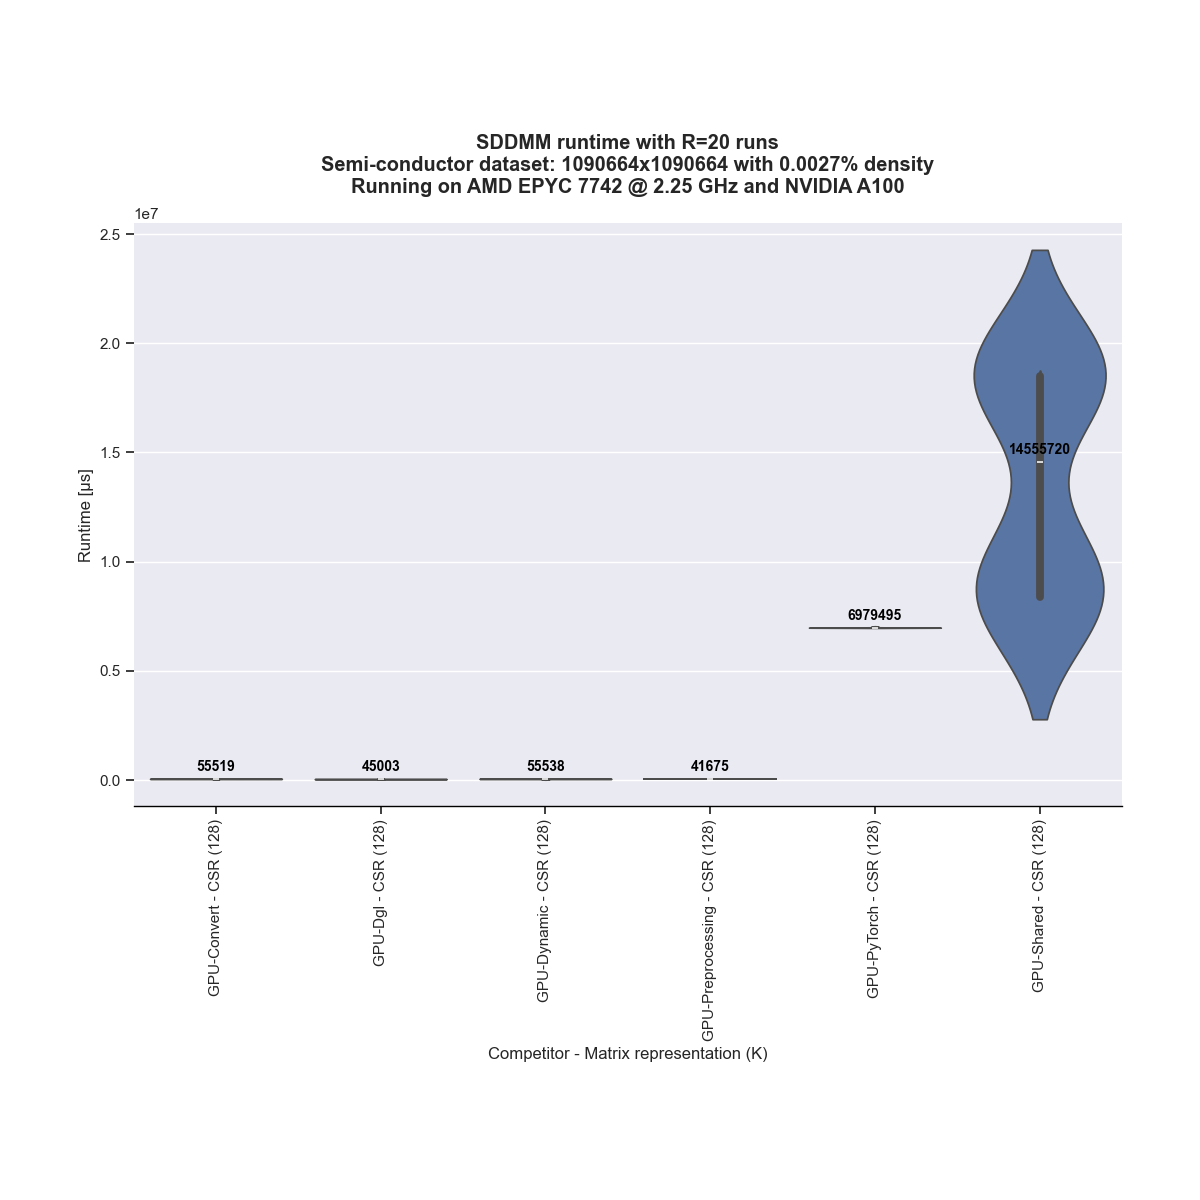 SDDMM runtime with R=20 runs
Semi-conductor dataset: 1090664x1090664 with 0.0027% density
Running on AMD EPYC 7742 @ 2.25 GHz and NVIDIA A100
1e7
2.5
2.0
1.5
1.0
0.5
0.0
Runtime [µs]
55519
45003
55538
41675
6979495
14555720
GPU-Convert - CSR (128)
GPU-Dgl - CSR (128)
GPU-Dynamic - CSR (128)
GPU-Preprocessing - CSR (128)
GPU-PyTorch - CSR (128)
GPU-Shared - CSR (128)
Competitor - Matrix representation (K)